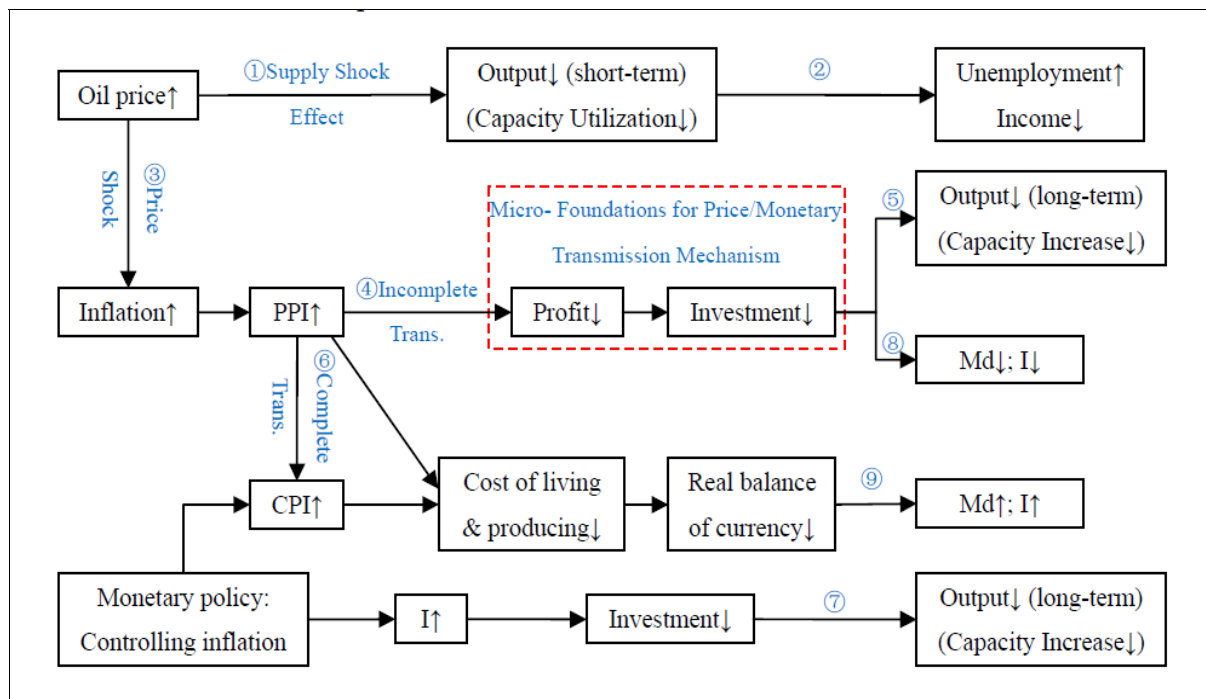 ①Supply Shock
Effect
Oil price↑
Output↓ (short-term)
(Capacity Utilization↓)
②
Unemployment↑
Income↓
③Price
Shock
Micro- Foundations for Price/Monetary
Transmission Mechanism
⑤
Output↓ (long-term)
(Capacity Increase↓)
Inflation↑
PPI↑
④Incomplete
Trans.
Profit↓
Investment↓
⑧
Md↓; I↓
⑥Complete
Trans.
CPI↑
Cost of living
& producing↓
Real balance
of currency↓
⑨
Md↑; I↑
Monetary policy:
Controlling inflation
I↑
Investment↓
⑦
Output↓ (long-term)
(Capacity Increase↓)